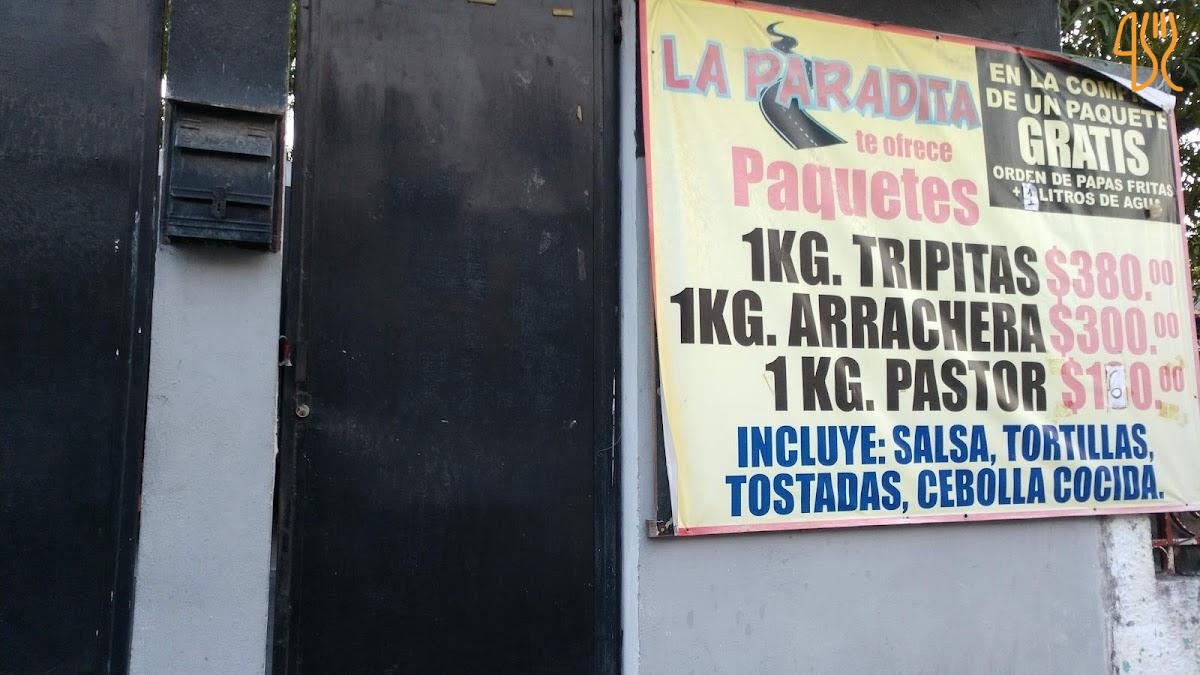 LA PARADITA
te ofrece
Paquetes
EN LA
DE UN PAQUETE
GRATIS
ORDEN DE PAPAS FRITAS
LITROS DE AGUA
1KG. TRIPITAS $380.00
1KG. ARRACHERA $300.00
1 KG. PASTOR
INCLUYE: SALSA, TORTILLAS,
TOSTADAS, CEBOLLA COCIDA.